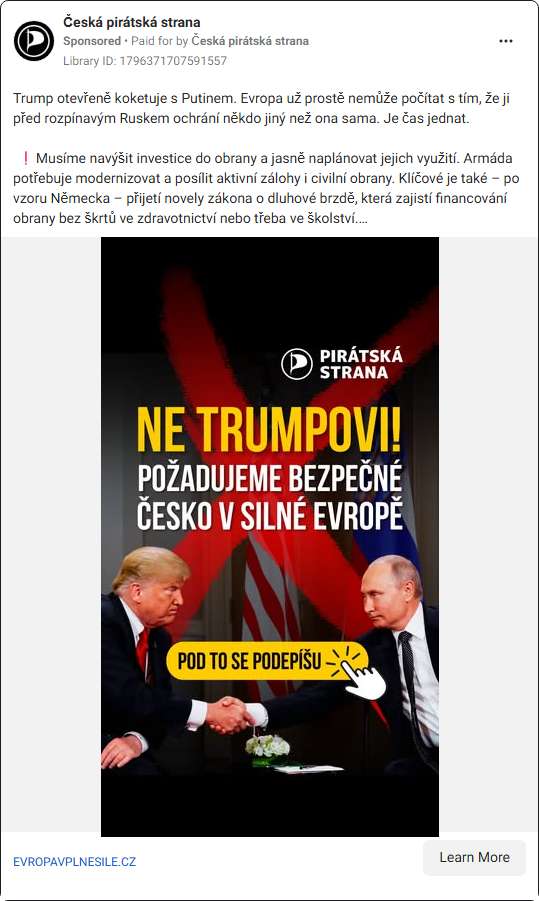 Česká pirátská strana
Sponsored • Paid for by Česká pirátská strana
Library ID: 1796371707591557
Trump otevřeně koketuje s Putinem. Evropa už prostě nemůže počítat s tím, že ji
před rozpínavým Ruskem ochrání někdo jiný než ona sama. Je čas jednat.
❗ Musíme navýšit investice do obrany a jasně naplánovat jejich využití. Armáda
potřebuje modernizovat a posílit aktivní zálohy i civilní obrany. Klíčové je také – po
vzoru Německa – přijetí novely zákona o dluhové brzdě, která zajistí financování
obrany bez škrtů ve zdravotnictví nebo třeba ve školství....
PIRÁTSKÁ
STRANA
NE TRUMPOVI!
POŽADUJEME BEZPEČNÉ
ČESKO V SILNÉ EVROPĚ
POD TO SE PODEPÍŠU
EVROPAVPLNESILE.CZ
Learn More